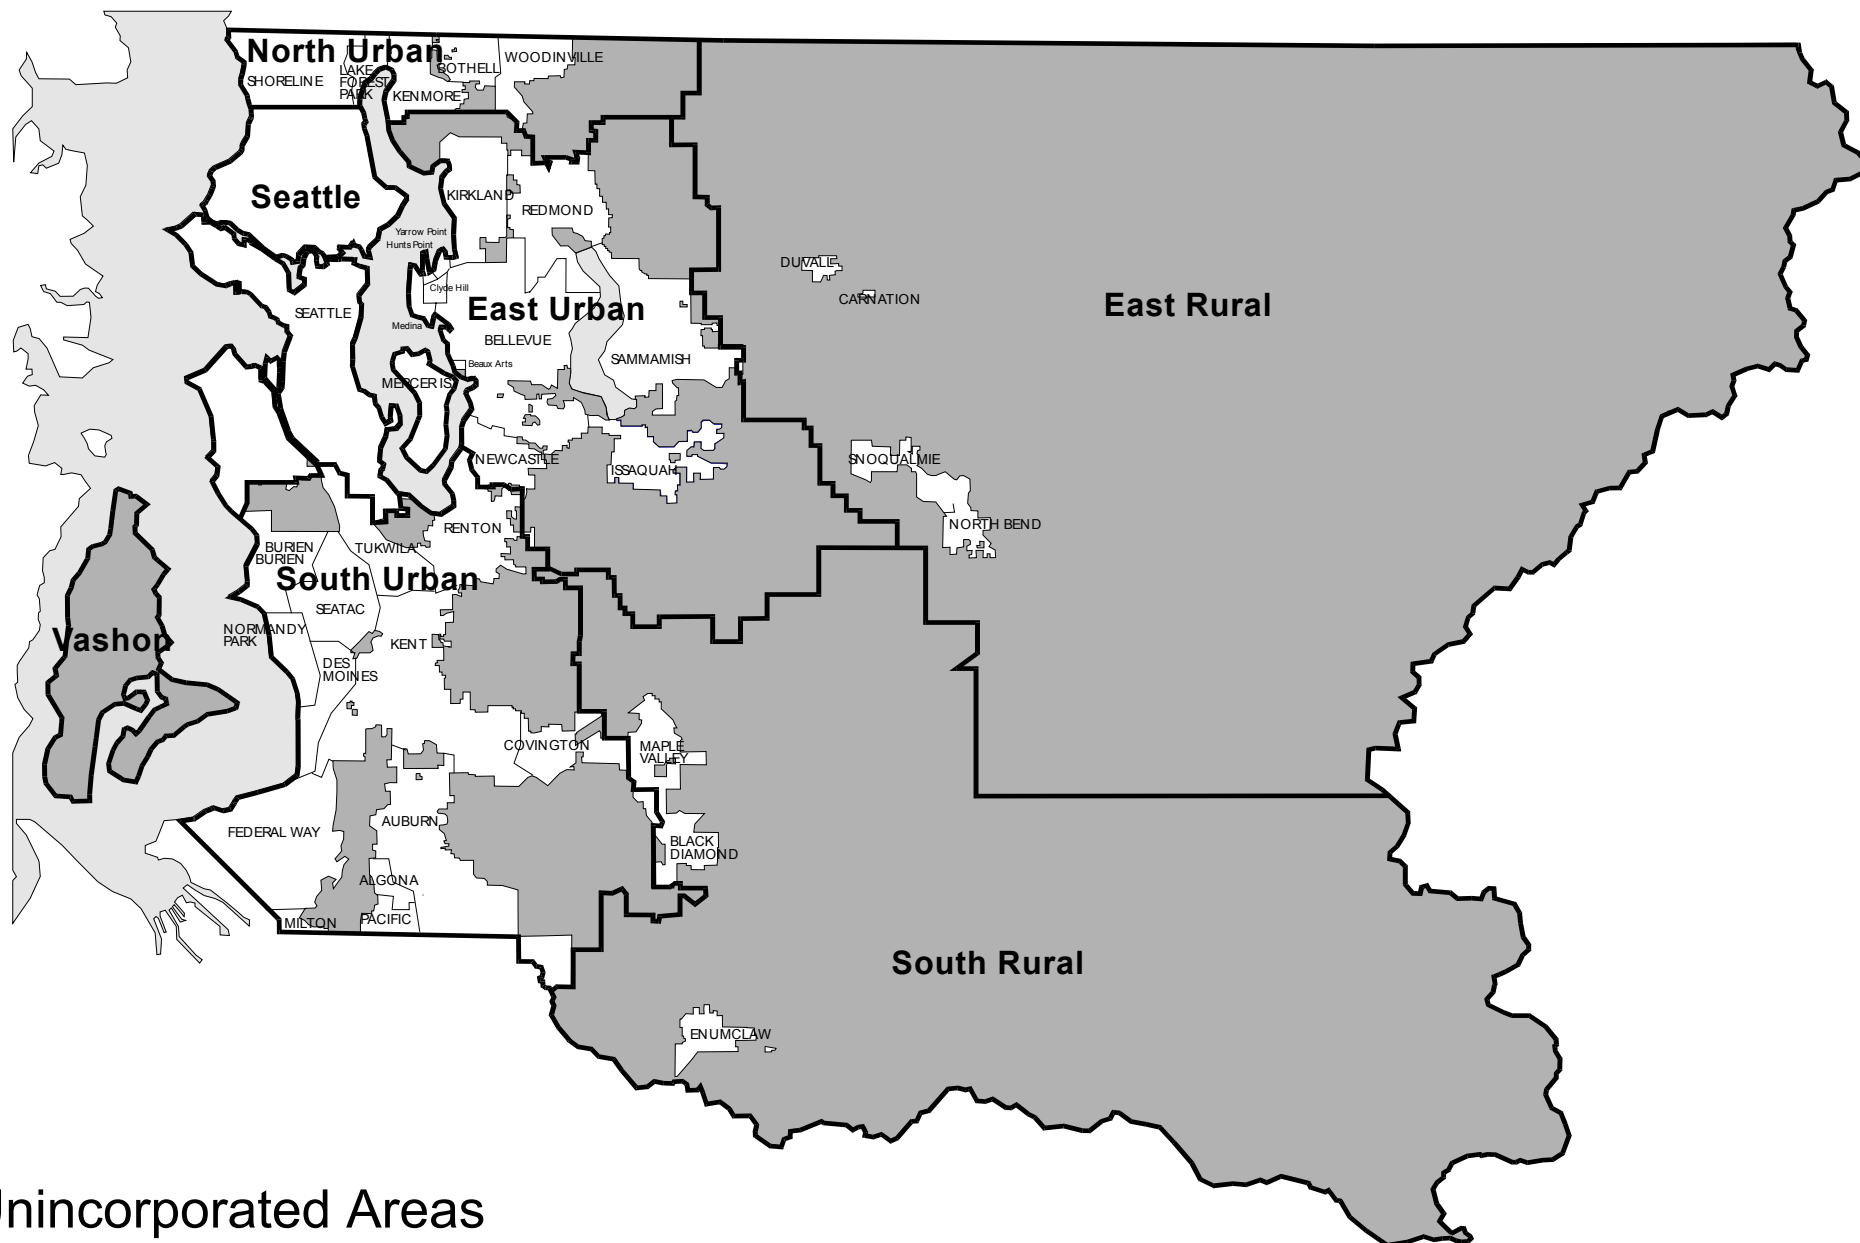 North Urban
SHORELINE
LAKE
FOREST
PARK
BOTHELL
WOODINVILLE
KENMORE
Seattle
KIRKLAND
REDMOND
Yarrow Point
Hunts Point
DUVALL
Clyde Hill
CARNATION
East Urban
East Rural
SEATTLE
Medina
BELLEVUE
SAMMAMISH
Beaux Arts
MERCER IS
NEWCASTLE
ISSAQUAH
SNOQUALMIE
RENTON
NORTH BEND
BURIEN
BURIEN
TUKWILA
South Urban
SEATAC
Vashon
NORMANDY
PARK
KENT
DES
MOINES
COVINGTON
MAPLE
VALLEY
FEDERAL WAY
AUBURN
BLACK
DIAMOND
ALGONA
MILTON
PACIFIC
South Rural
ENUMCLAW
nincorporated Areas